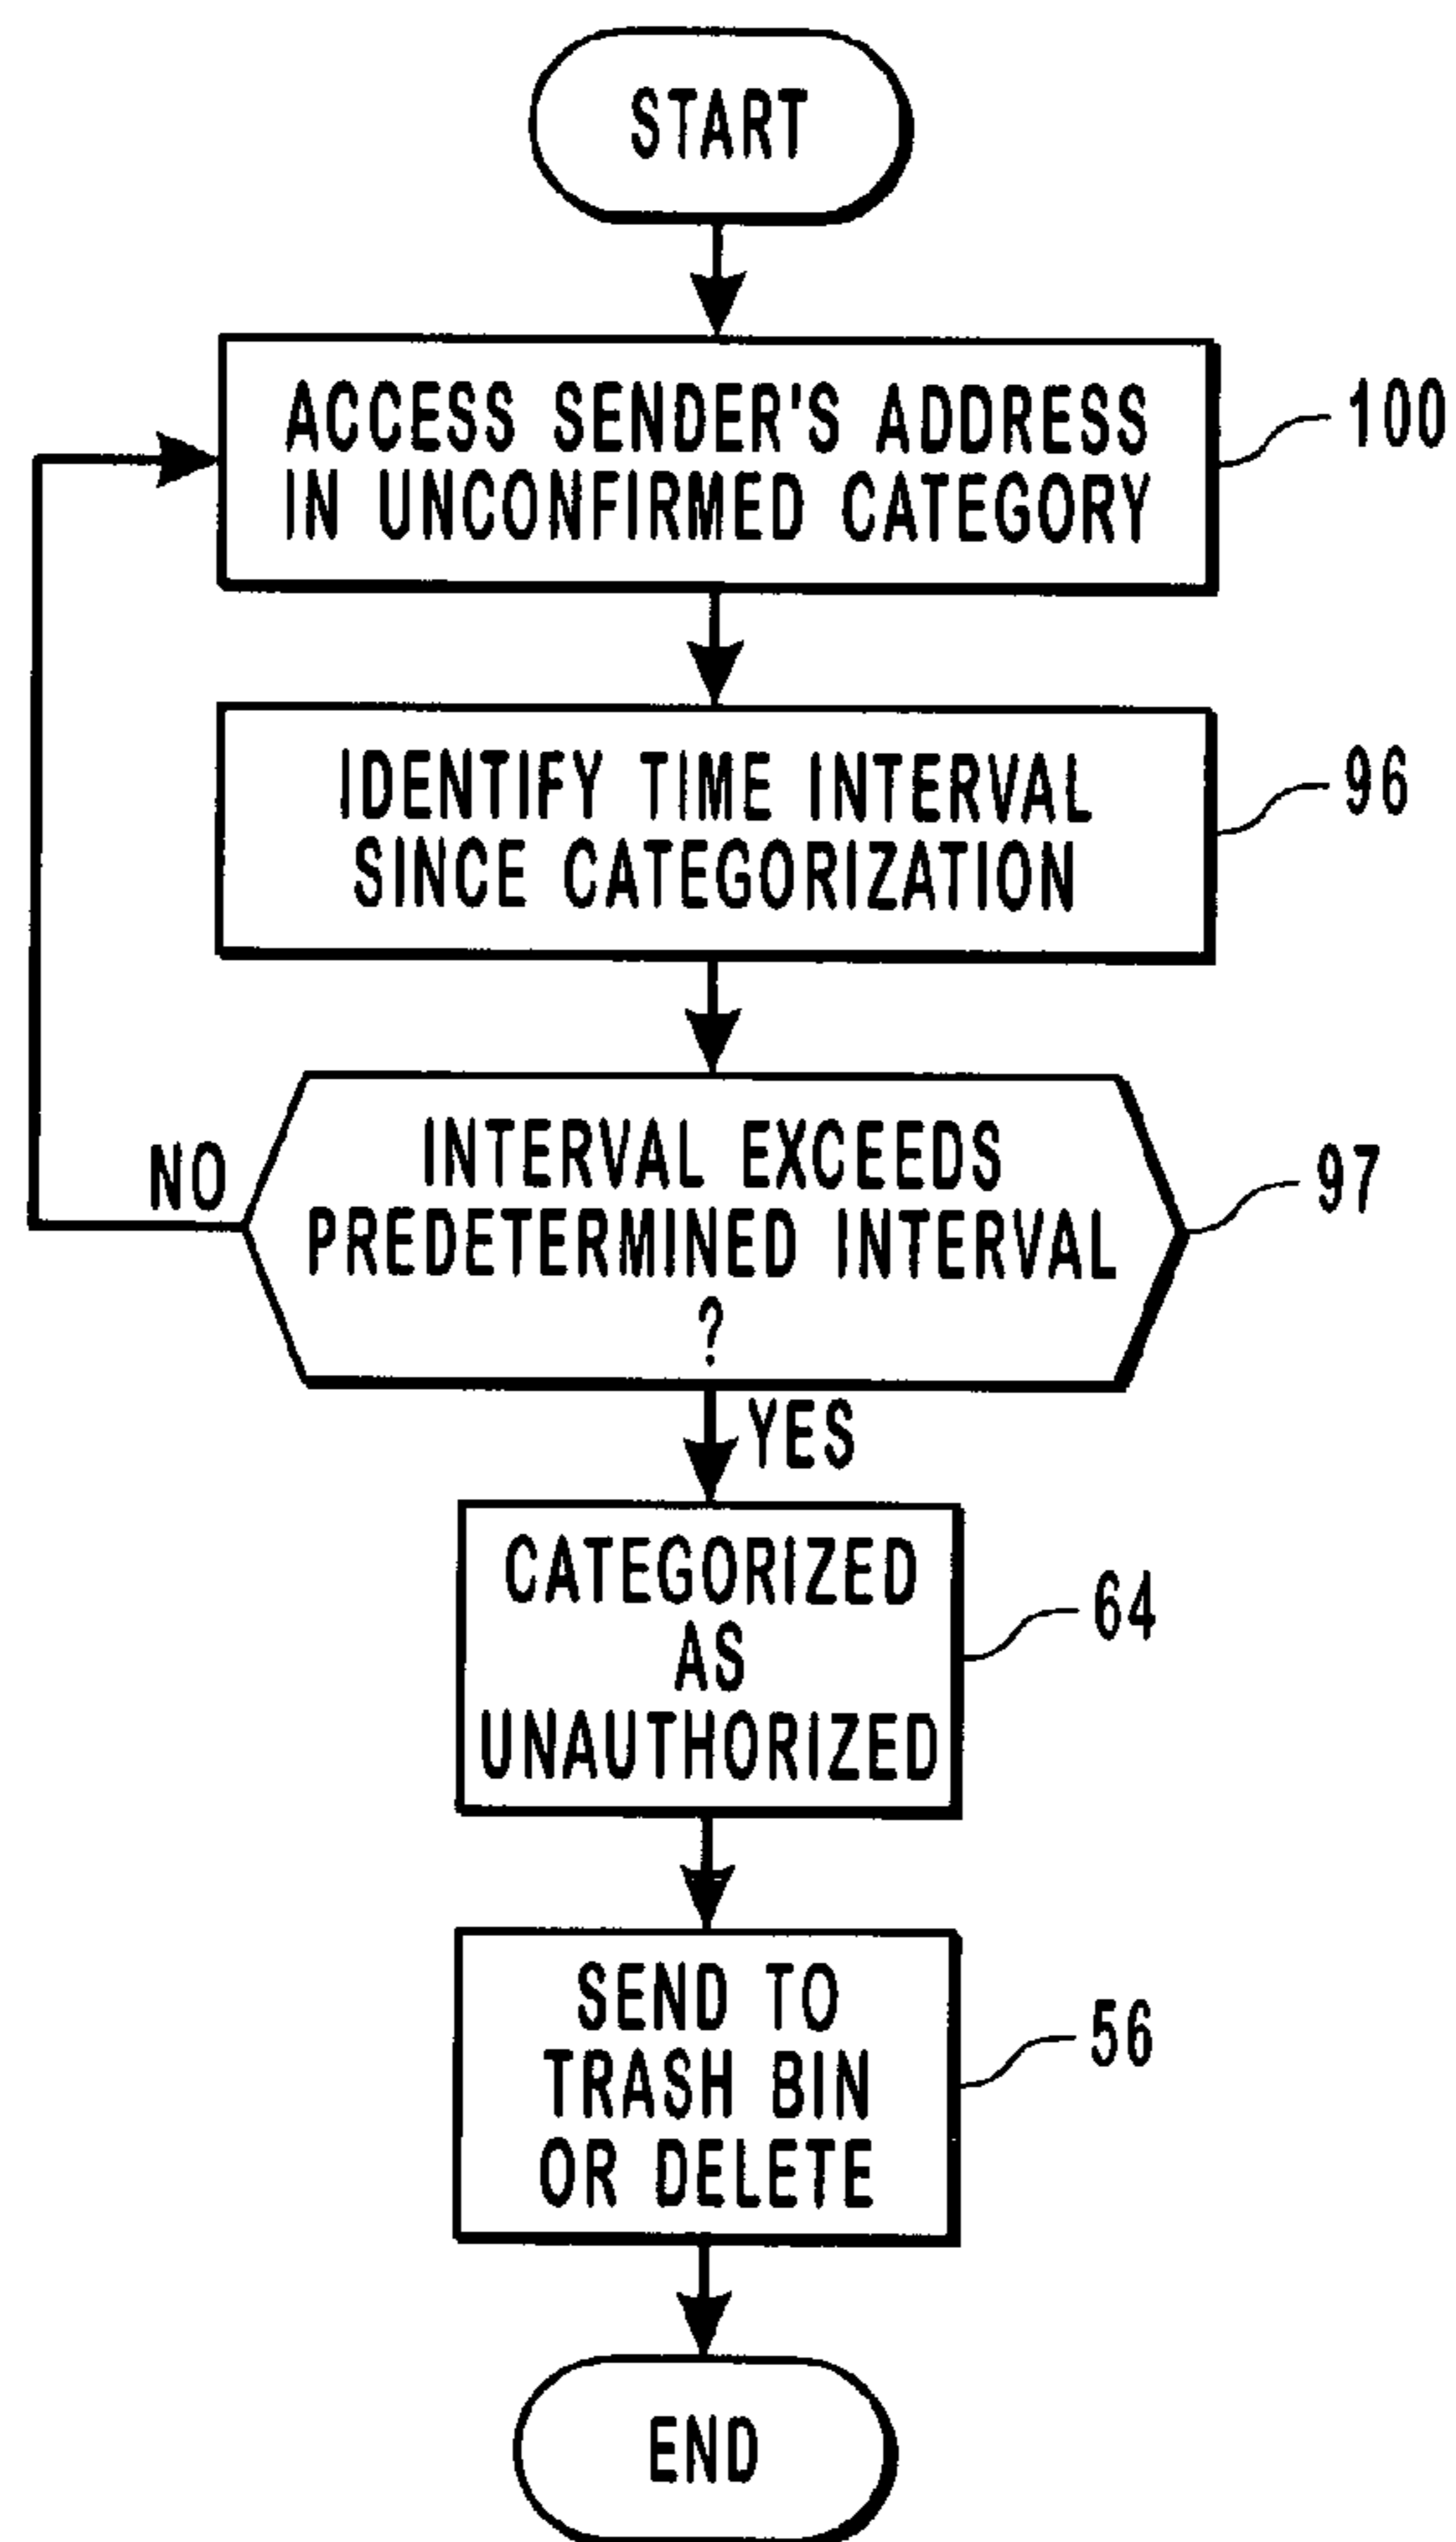 START
ACCESS SENDER'S ADDRESS
IN UNCONFIRMED CATEGORY
100
IDENTIFY TIME INTERVAL
SINCE CATEGORIZATION
96
INTERVAL EXCEEDS
PREDETERMINED INTERVAL
?
97
NO
YES
CATEGORIZED
AS
UNAUTHORIZED
64
SEND TO
TRASH BIN
OR DELETE
56
END